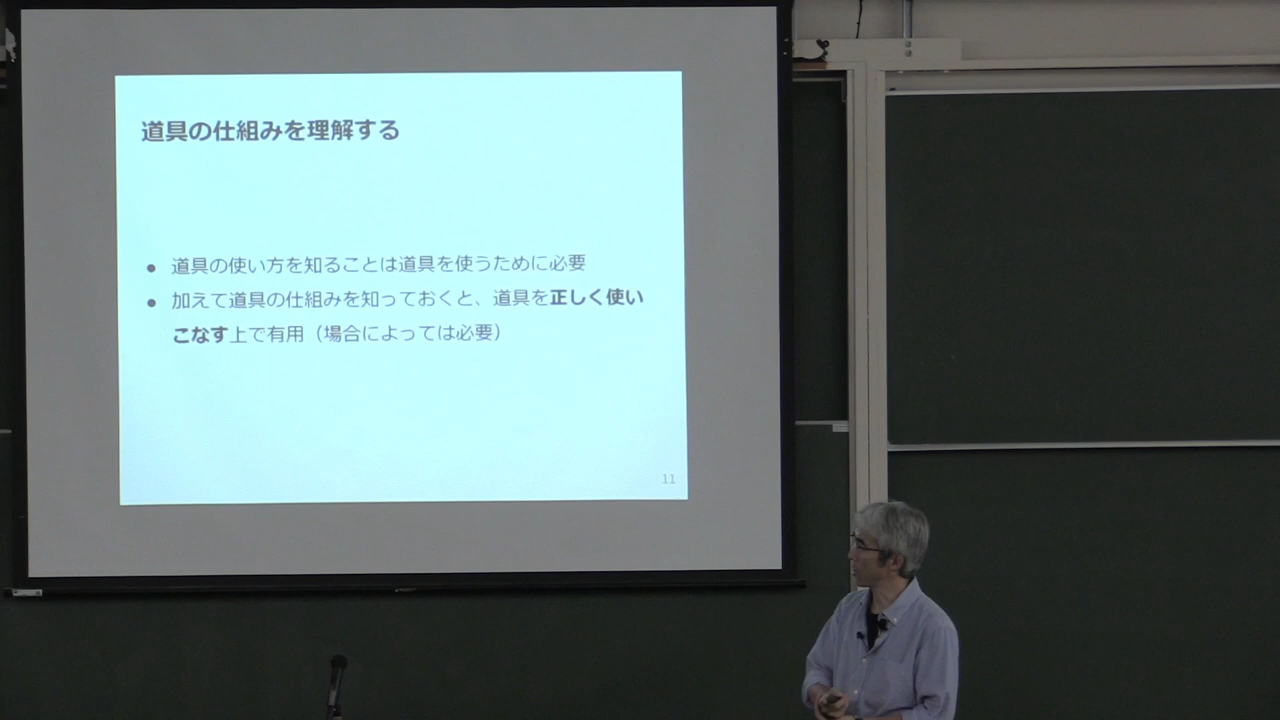 道具の仕組みを理解する
● 道具の使い方を知ることは道具を使うために必要
● 加えて道具の仕組みを知っておくと、道具を正しく使い
こなす上で有用（場合によっては必要）
11